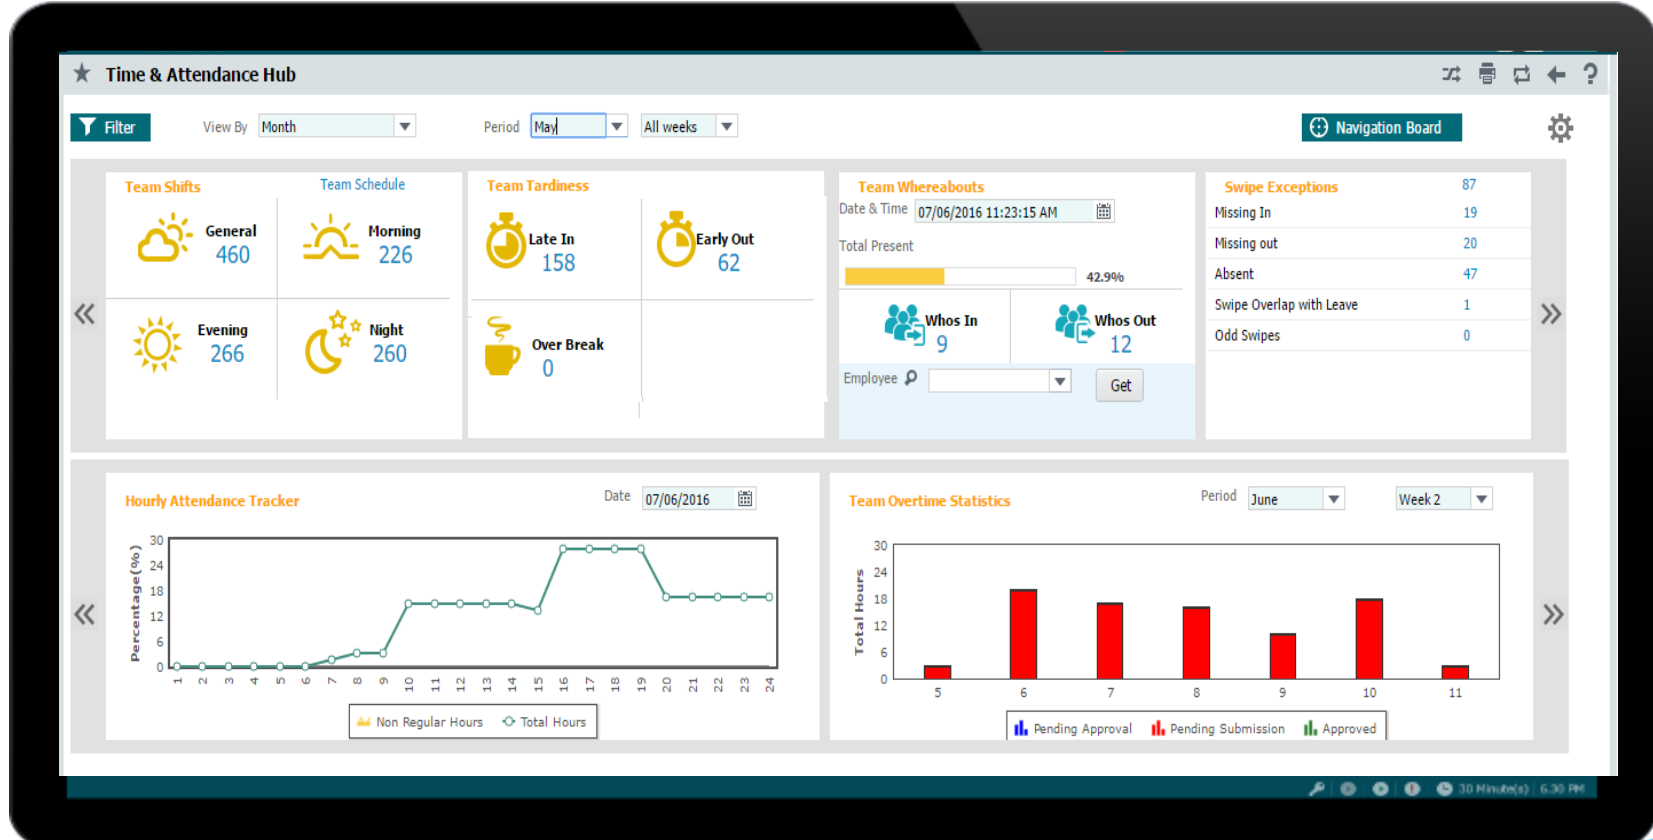 Time & Attendance Hub
Filter
View By Month
Period May All weeks
Navigation Board
Team Shifts Team Schedule
General
460
Morning
226
Evening
266
Night
260
Team Tardiness
Late In
158
Early Out
62
Over Break
0
Team Whereabouts
Date & Time 07/06/2016 11:23:15 AM
Total Present
42.9%
Whos In
9
Whos Out
12
Employee Get
Swipe Exceptions 87
Missing In 19
Missing out 20
Absent 47
Swipe Overlap with Leave 1
Odd Swipes 0
Hourly Attendance Tracker Date 07/06/2016
Percentage(%)
30
24
18
12
6
0
1 2 3 4 5 6 7 8 9 10 11 12 13 14 15 16 17 18 19 20 21 22 23 24
Non Regular Hours Total Hours
Team Overtime Statistics Period June Week 2
Total Hours
30
24
18
12
6
0
5 6 7 8 9 10 11
Pending Approval Pending Submission Approved
30 Minute(s) 6.30 PM